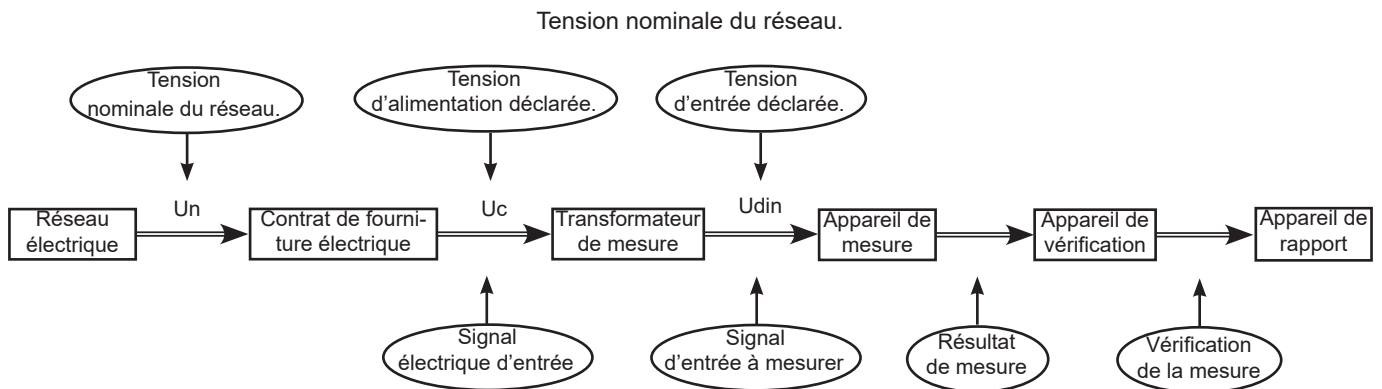 Tension nominale du réseau.
Tension
nominale du réseau.
Tension
d’alimentation déclarée.
Tension
d’entrée déclarée.
Un
Uc
Udin
Réseau
électrique
Contrat de fourni-
ture électrique
Transformateur
de mesure
Appareil de
mesure
Appareil de
vérification
Appareil de
rapport
Signal
électrique d’entrée
Signal
d’entrée à mesurer
Résultat
de mesure
Vérification
de la mesure